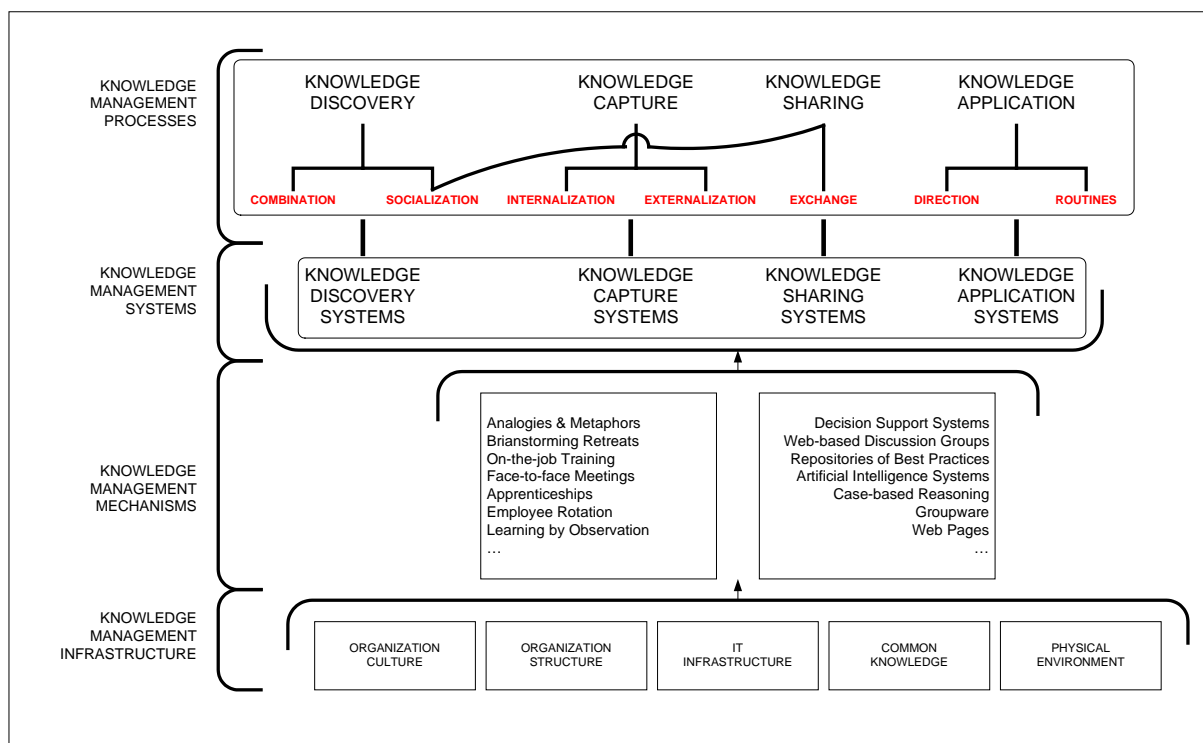 KNOWLEDGE
MANAGEMENT
PROCESSES
KNOWLEDGE
DISCOVERY
KNOWLEDGE
CAPTURE
KNOWLEDGE
SHARING
KNOWLEDGE
APPLICATION
COMBINATION
SOCIALIZATION
INTERNALIZATION
EXTERNALIZATION
EXCHANGE
DIRECTION
ROUTINES
KNOWLEDGE
MANAGEMENT
SYSTEMS
KNOWLEDGE
DISCOVERY
SYSTEMS
KNOWLEDGE
CAPTURE
SYSTEMS
KNOWLEDGE
SHARING
SYSTEMS
KNOWLEDGE
APPLICATION
SYSTEMS
KNOWLEDGE
MANAGEMENT
MECHANISMS
Analogies & Metaphors
Brianstorming Retreats
On-the-job Training
Face-to-face Meetings
Apprenticeships
Employee Rotation
Learning by Observation
…
Decision Support Systems
Web-based Discussion Groups
Repositories of Best Practices
Artificial Intelligence Systems
Case-based Reasoning
Groupware
Web Pages
…
KNOWLEDGE
MANAGEMENT
INFRASTRUCTURE
ORGANIZATION
CULTURE
ORGANIZATION
STRUCTURE
IT
INFRASTRUCTURE
COMMON
KNOWLEDGE
PHYSICAL
ENVIRONMENT